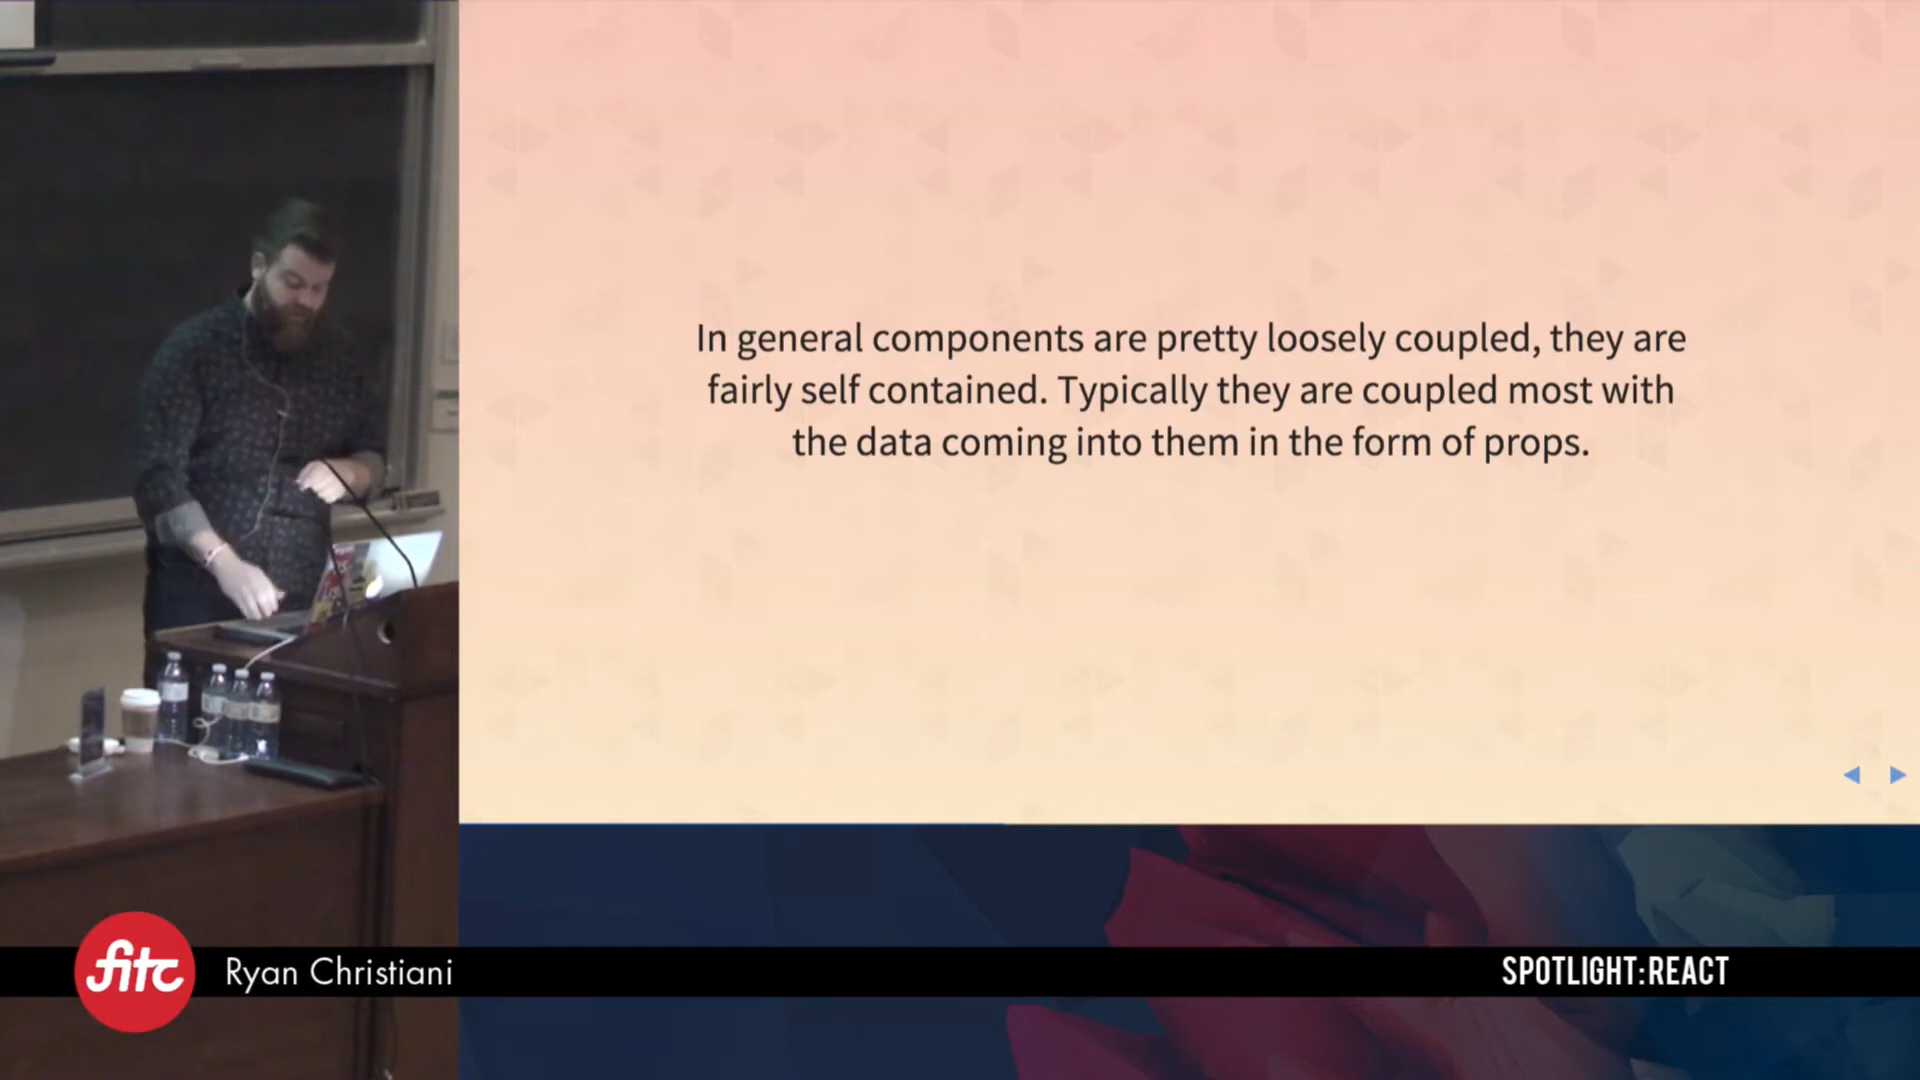 In general components are pretty loosely coupled, they are
fairly self contained. Typically they are coupled most with
the data coming into them in the form of props.
fitc
Ryan Christiani
SPOTLIGHT:REACT